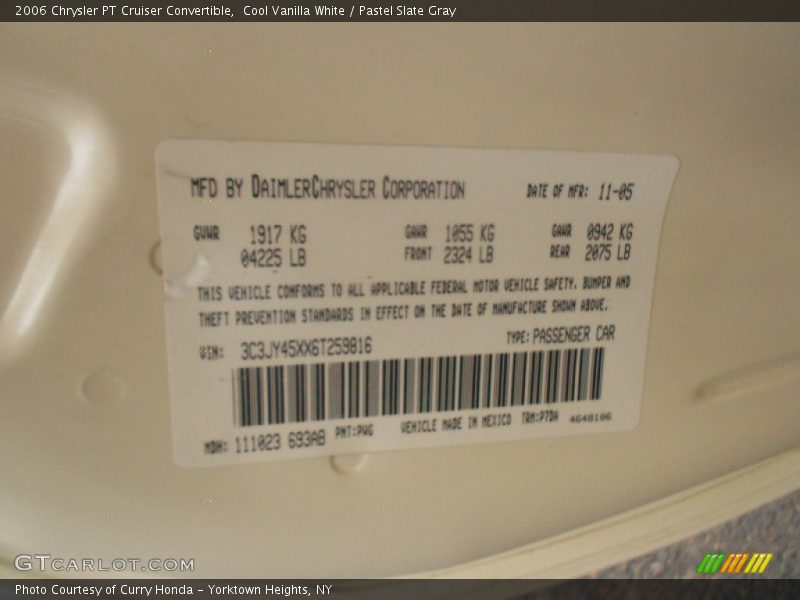 2006 Chrysler PT Cruiser Convertible,  Cool Vanilla White / Pastel Slate Gray
MFD BY DAIMLERCHRYSLER CORPORATION DATE OF MFR: 11-05
GVWR 1917 KG GAWR 1055 KG GAWR 0942 KG
04225 LB FRONT 2324 LB REAR 2075 LB
THIS VEHICLE CONFORMS TO ALL APPLICABLE FEDERAL MOTOR VEHICLE SAFETY, BUMPER AND
THEFT PREVENTION STANDARDS IN EFFECT ON THE DATE OF MANUFACTURE SHOWN ABOVE.
VIN: 3C3JY45XX6T259816 TYPE: PASSENGER CAR
MDH: 111023 693AB PNT:PWG VEHICLE MADE IN MEXICO TRM:P7DA 4648106
GTCARLOT.COM
Photo Courtesy of Curry Honda – Yorktown Heights, NY